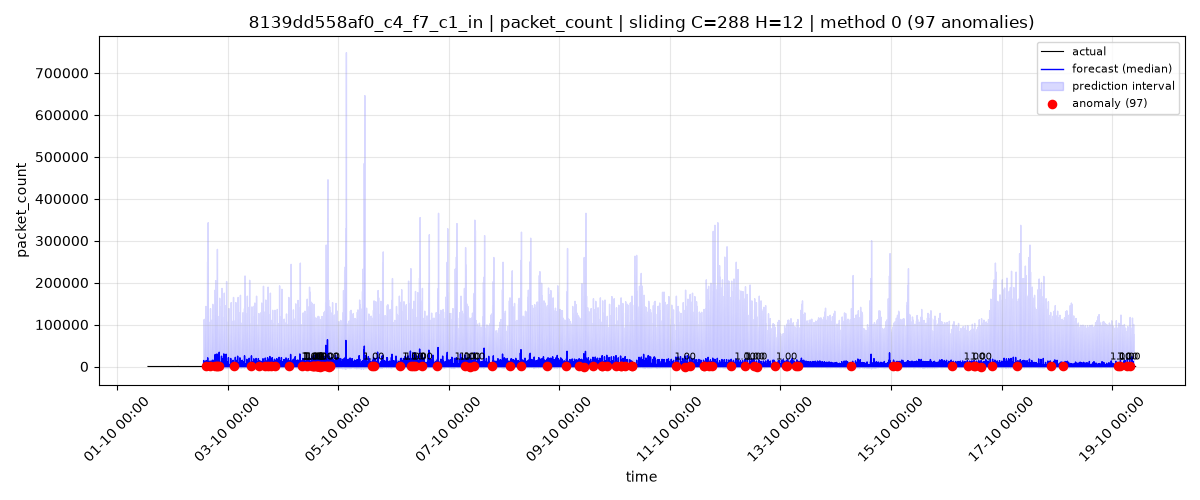 8139dd558af0_c4_f7_c1_in | packet_count | sliding C=288 H=12 | method 0 (97 anomalies)
actual
forecast (median)
prediction interval
anomaly (97)
packet_count
700000
600000
500000
400000
300000
200000
100000
0
1.00
01-10 00:00
03-10 00:00
05-10 00:00
07-10 00:00
09-10 00:00
11-10 00:00
13-10 00:00
15-10 00:00
17-10 00:00
19-10 00:00
time